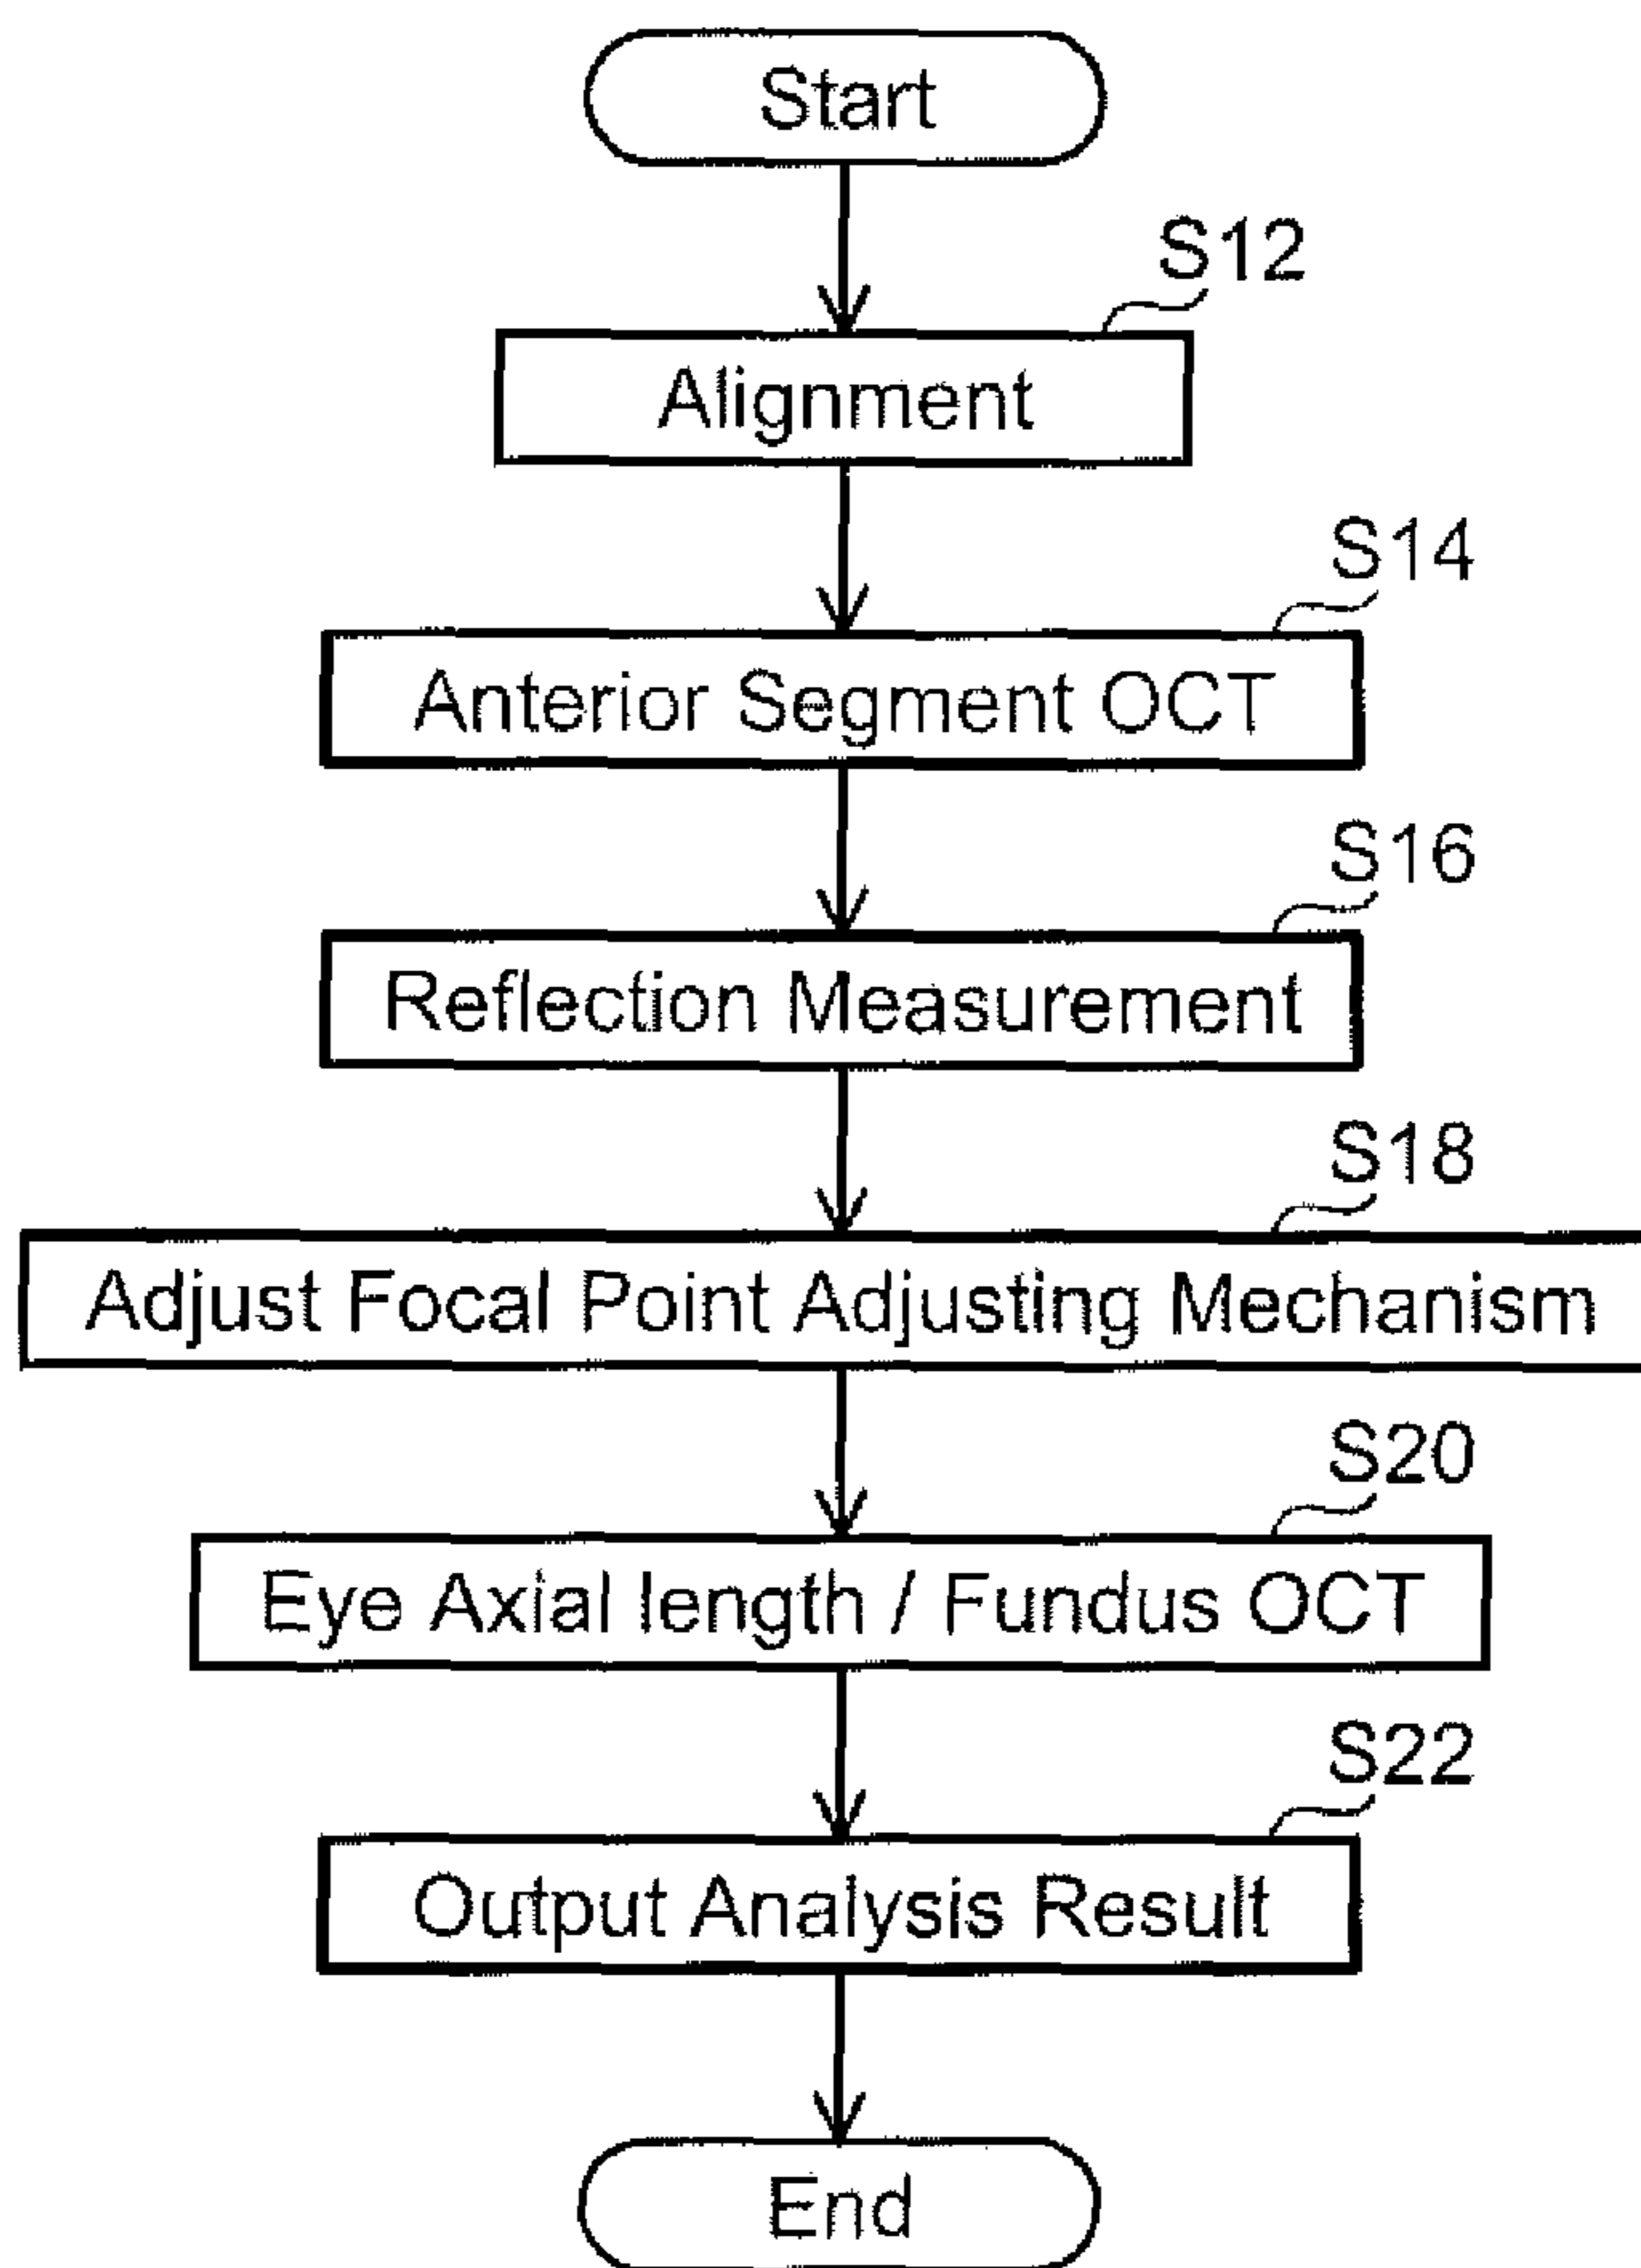 Start
S12
Alignment
S14
Anterior Segment OCT
S16
Reflection Measurement
S18
Adjust Focal Point Adjusting Mechanism
S20
Eye Axial length / Fundus OCT
S22
Output Analysis Result
End